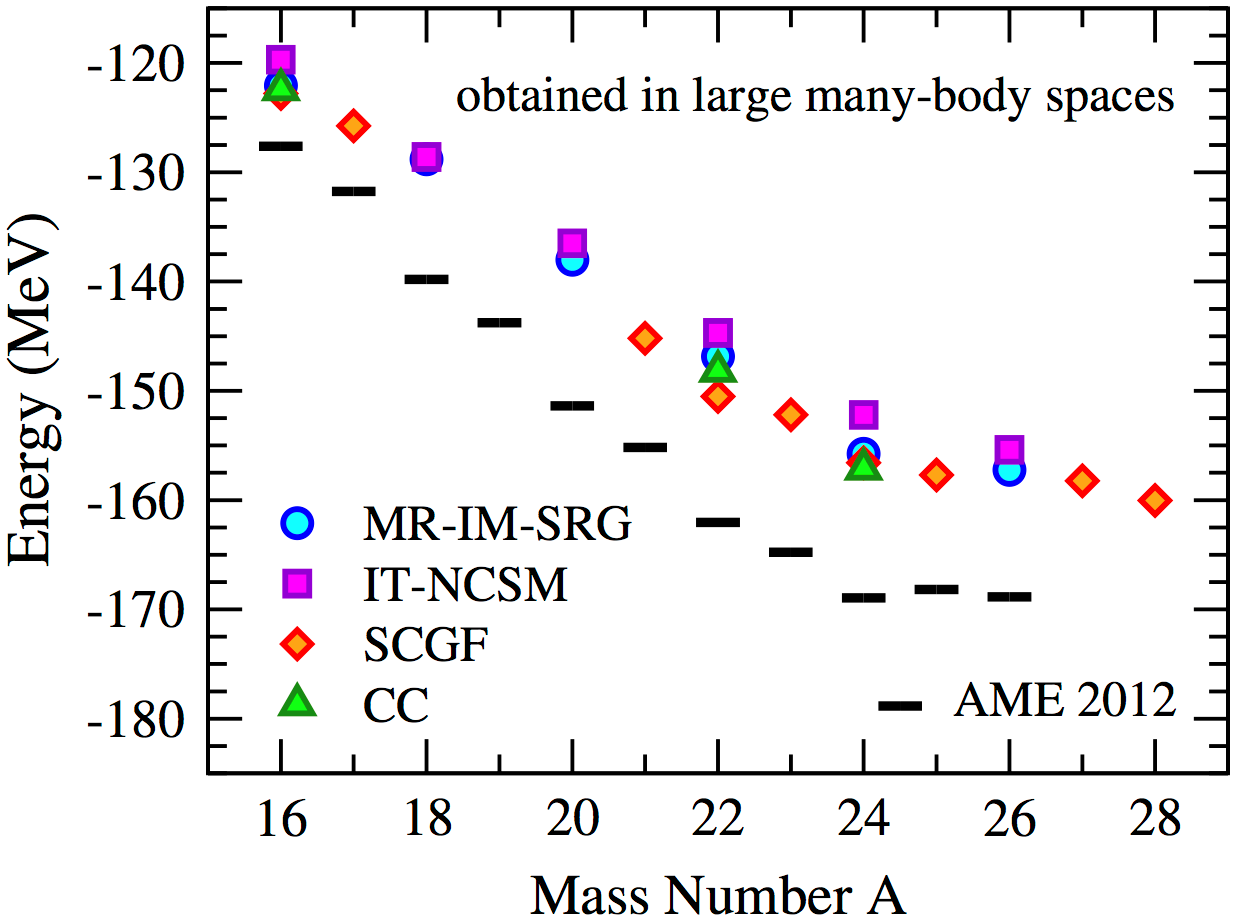 -120
-130
-140
-150
-160
-170
-180
Energy (MeV)
obtained in large many-body spaces
MR-IM-SRG
IT-NCSM
SCGF
CC
AME 2012
16 18 20 22 24 26 28
Mass Number A